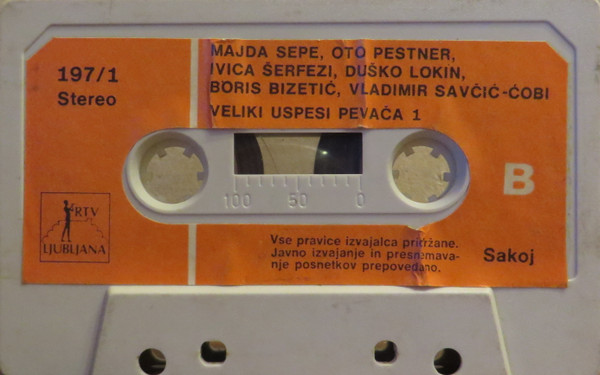 197/1
Stereo
MAJDA SEPE, OTO PESTNER,
IVICA ŠERFEZI, DUŠKO LOKIN,
BORIS BIZETIĆ, VLADIMIR SAVČIĆ-ČOBI
VELIKI USPESI PEVAČA 1
B
100 50 0
RTV
LJUBLJANA
Vse pravice izvajalca pridržane.
Javno izvajanje in presnemava-
nje posnetkov prepovedano.
Sakoj